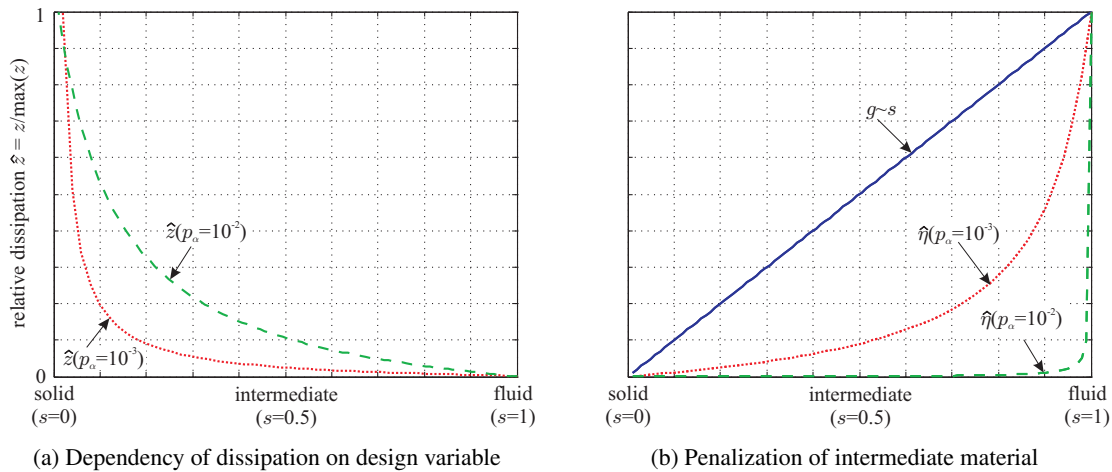 relative dissipation ẑ = z/max(z)
1
0
ẑ(pα=10⁻²)
ẑ(pα=10⁻³)
solid
(s=0)
intermediate
(s=0.5)
fluid
(s=1)
(a) Dependency of dissipation on design variable
g~s
η̂(pα=10⁻³)
η̂(pα=10⁻²)
solid
(s=0)
intermediate
(s=0.5)
fluid
(s=1)
(b) Penalization of intermediate material